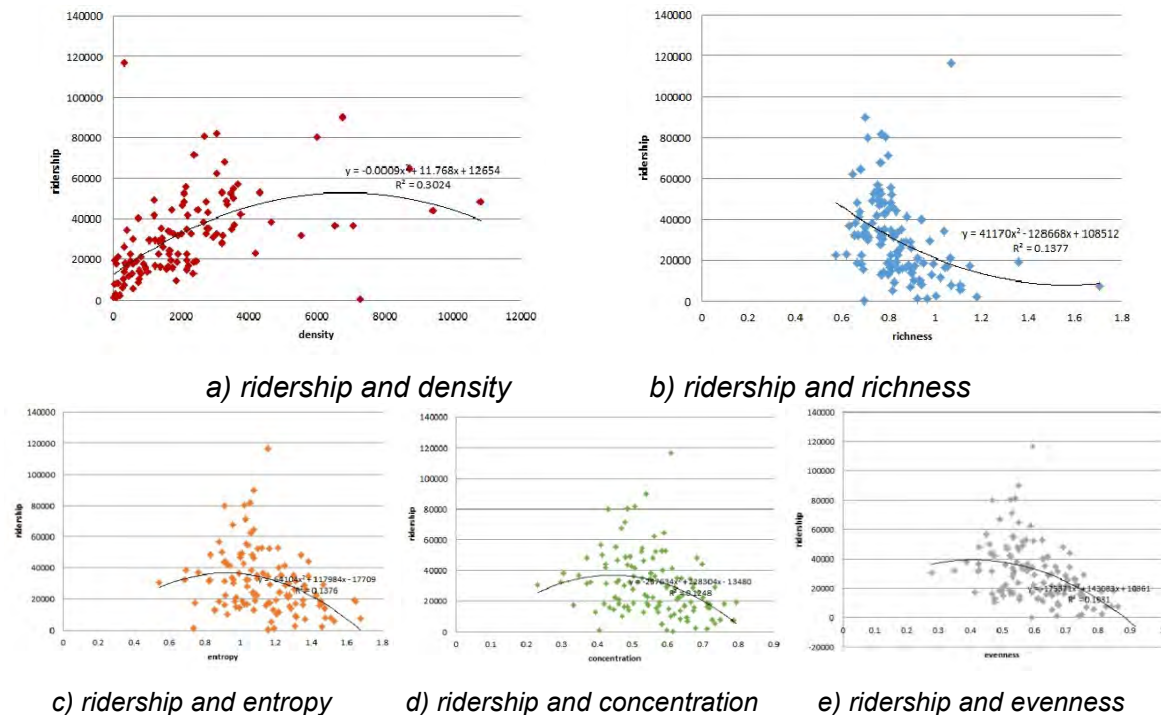 140000
120000
100000
80000
60000
40000
20000
0
ridership
y = -0.0009x² + 11.768x + 12654
R² = 0.3024
0 2000 4000 6000 8000 10000 12000
density
140000
120000
100000
80000
60000
40000
20000
0
ridership
y = 41170x² - 128668x + 108512
R² = 0.1377
0 0.2 0.4 0.6 0.8 1 1.2 1.4 1.6 1.8
richness
a) ridership and density
b) ridership and richness
140000
120000
100000
80000
60000
40000
20000
0
ridership
+ 117984x - 17709
R² = 0.1376
0 0.2 0.4 0.6 0.8 1 1.2 1.4 1.6 1.8
entropy
140000
120000
100000
80000
60000
40000
20000
0
ridership
- 13480
0 0.1 0.2 0.3 0.4 0.5 0.6 0.7 0.8 0.9
concentration
140000
120000
100000
80000
60000
40000
20000
0
-20000
ridership
0 0.1 0.2 0.3 0.4 0.5 0.6 0.7 0.8 0.9 1
evenness
c) ridership and entropy
d) ridership and concentration
e) ridership and evenness